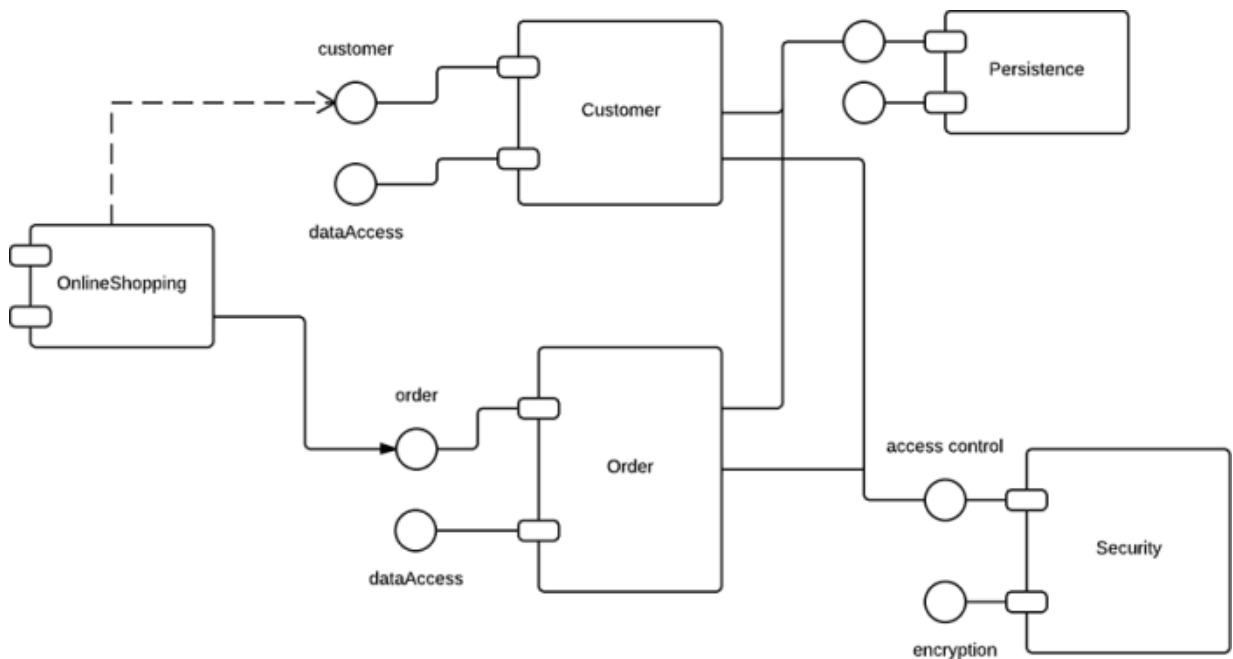 customer
Persistence
Customer
dataAccess
OnlineShopping
order
access control
Order
Security
dataAccess
encryption